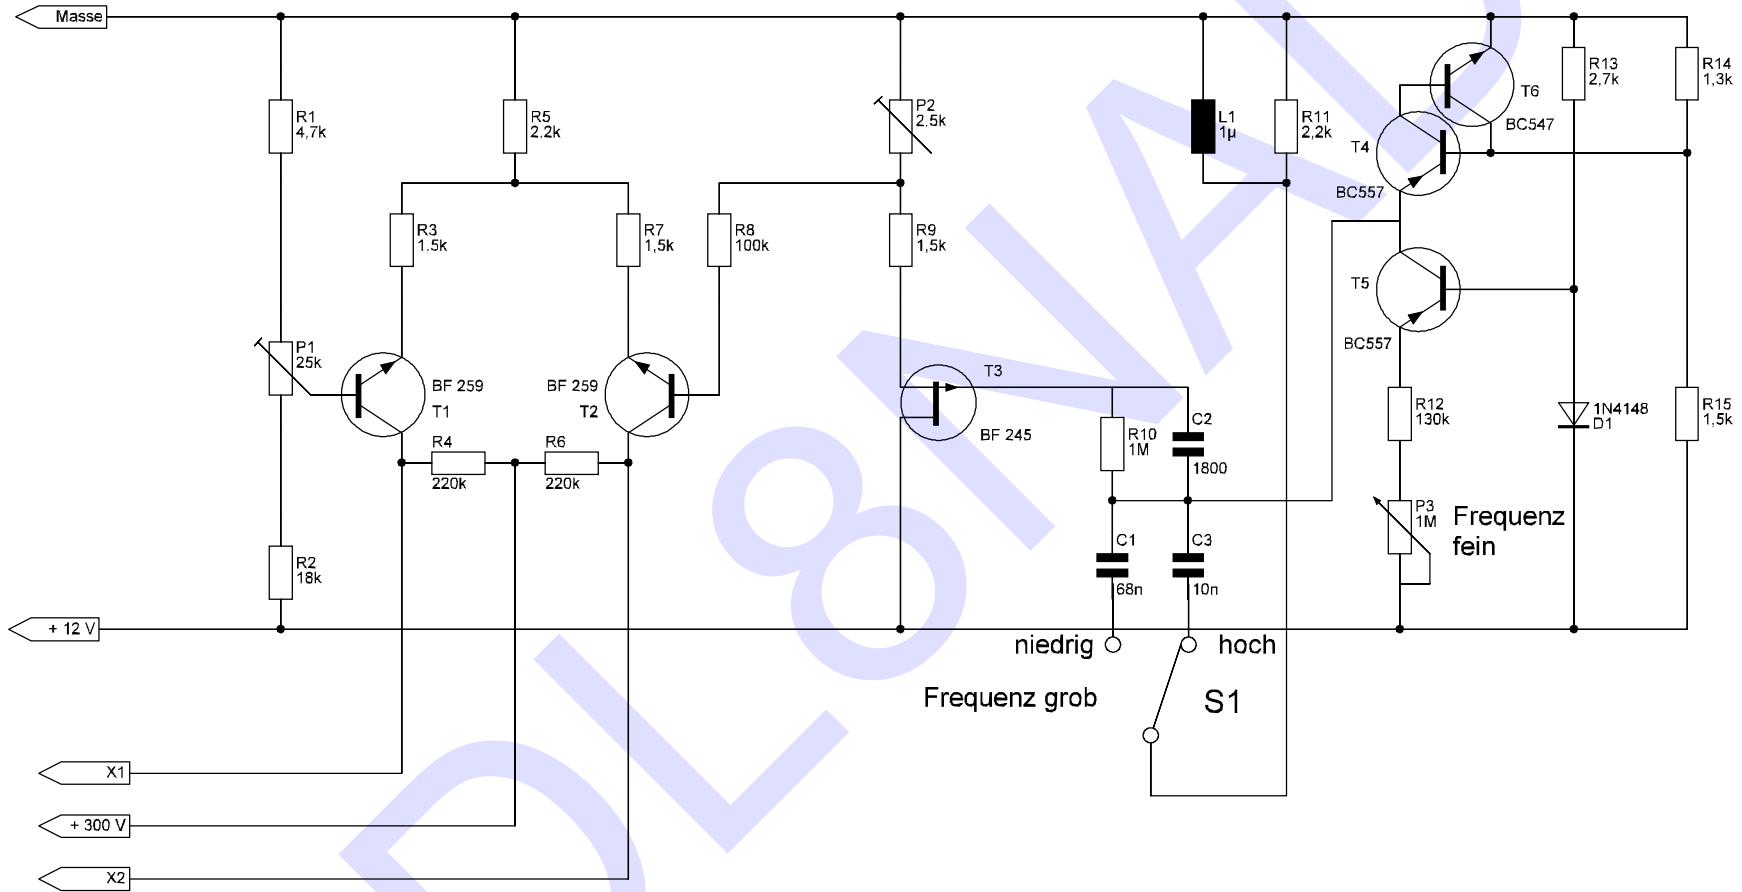 Masse
R1
4,7k
R5
2.2k
P2
2,5k
L1
1µ
R11
2,2k
T6
BC547
R13
2,7k
R14
1,3k
T4
BC557
R3
1.5k
R7
1,5k
R8
100k
R9
1,5k
T5
BC557
P1
25k
BF 259
T1
BF 259
T2
T3
BF 245
R4
220k
R6
220k
R10
1M
C2
1800
R12
130k
1N4148
D1
R15
1,5k
R2
18k
C1
68n
C3
10n
P3
1M
Frequenz
fein
+ 12 V
niedrig
hoch
Frequenz grob
S1
X1
+ 300 V
X2
DL8NAD